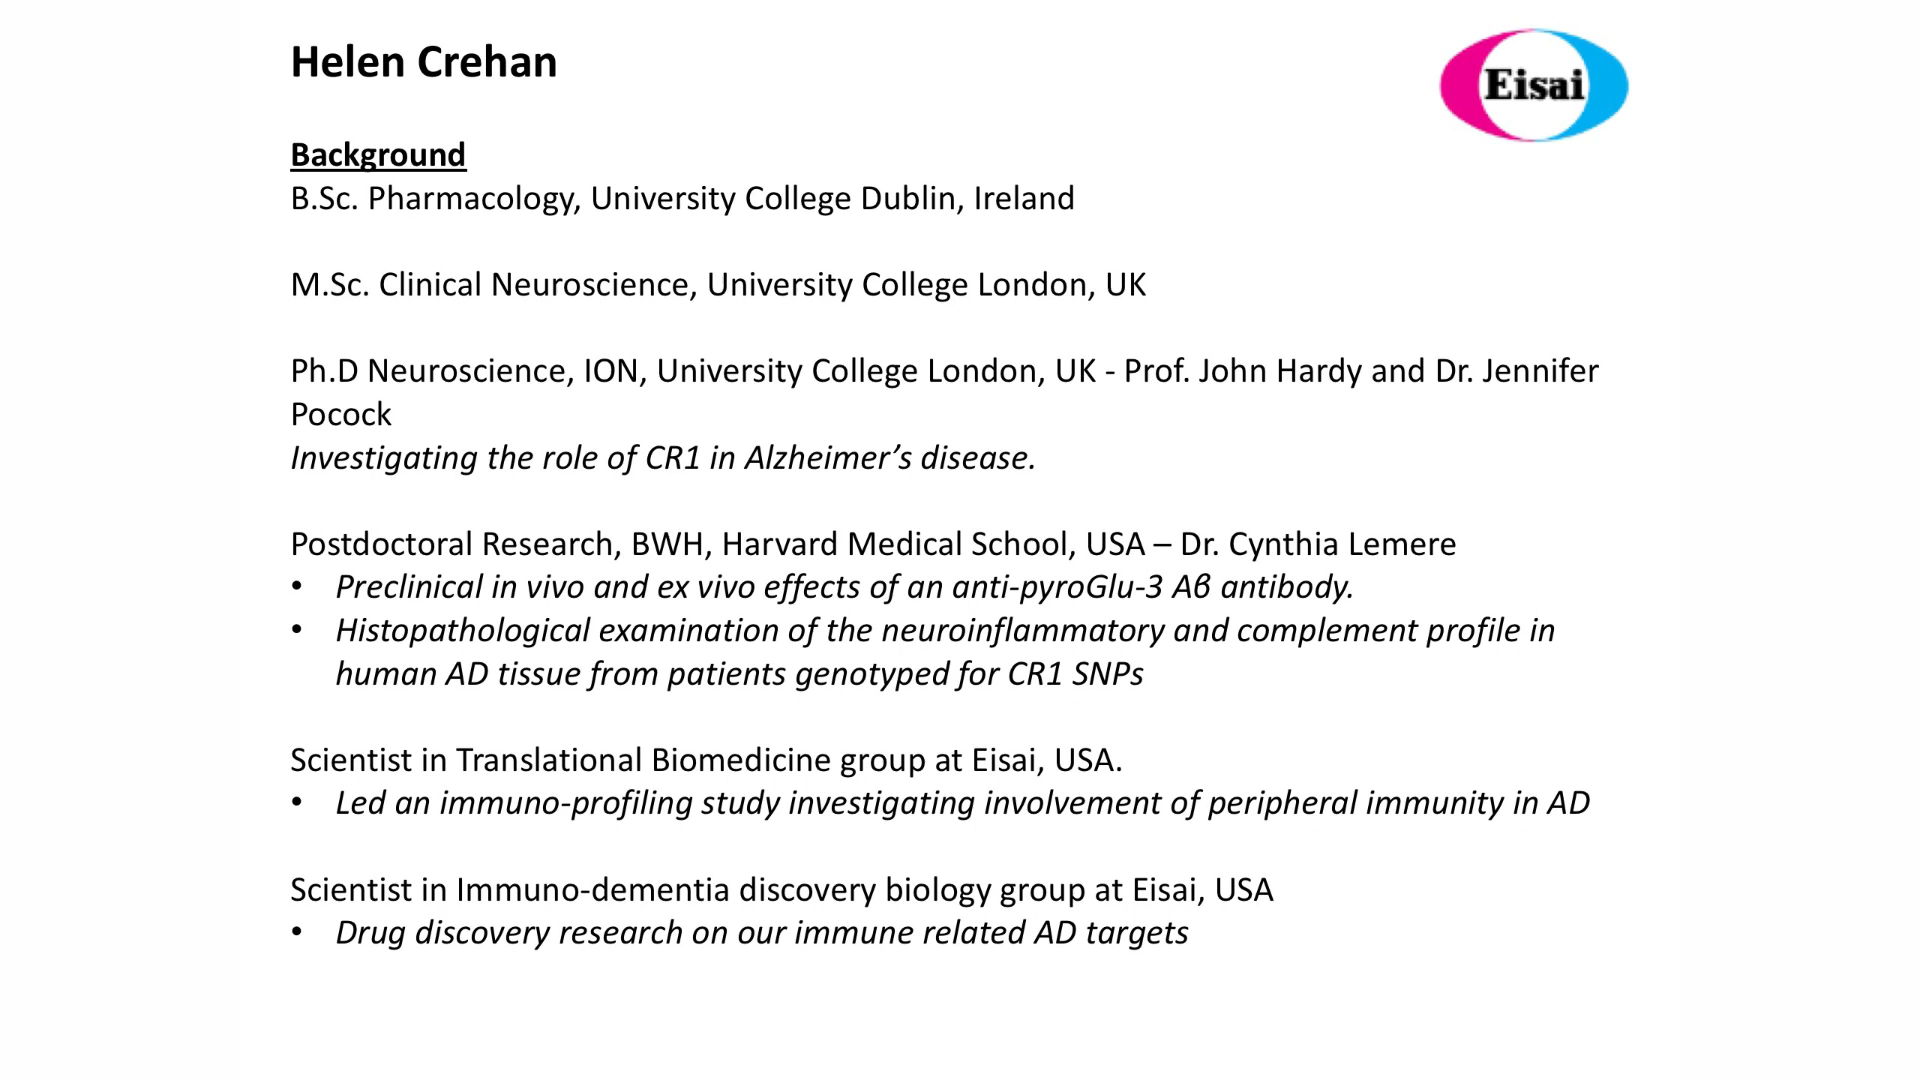 Helen Crehan
Eisai
Background
B.Sc. Pharmacology, University College Dublin, Ireland
M.Sc. Clinical Neuroscience, University College London, UK
Ph.D Neuroscience, ION, University College London, UK - Prof. John Hardy and Dr. Jennifer
Pocock
Investigating the role of CR1 in Alzheimer’s disease.
Postdoctoral Research, BWH, Harvard Medical School, USA – Dr. Cynthia Lemere
• Preclinical in vivo and ex vivo effects of an anti-pyroGlu-3 Aβ antibody.
• Histopathological examination of the neuroinflammatory and complement profile in
human AD tissue from patients genotyped for CR1 SNPs
Scientist in Translational Biomedicine group at Eisai, USA.
• Led an immuno-profiling study investigating involvement of peripheral immunity in AD
Scientist in Immuno-dementia discovery biology group at Eisai, USA
• Drug discovery research on our immune related AD targets